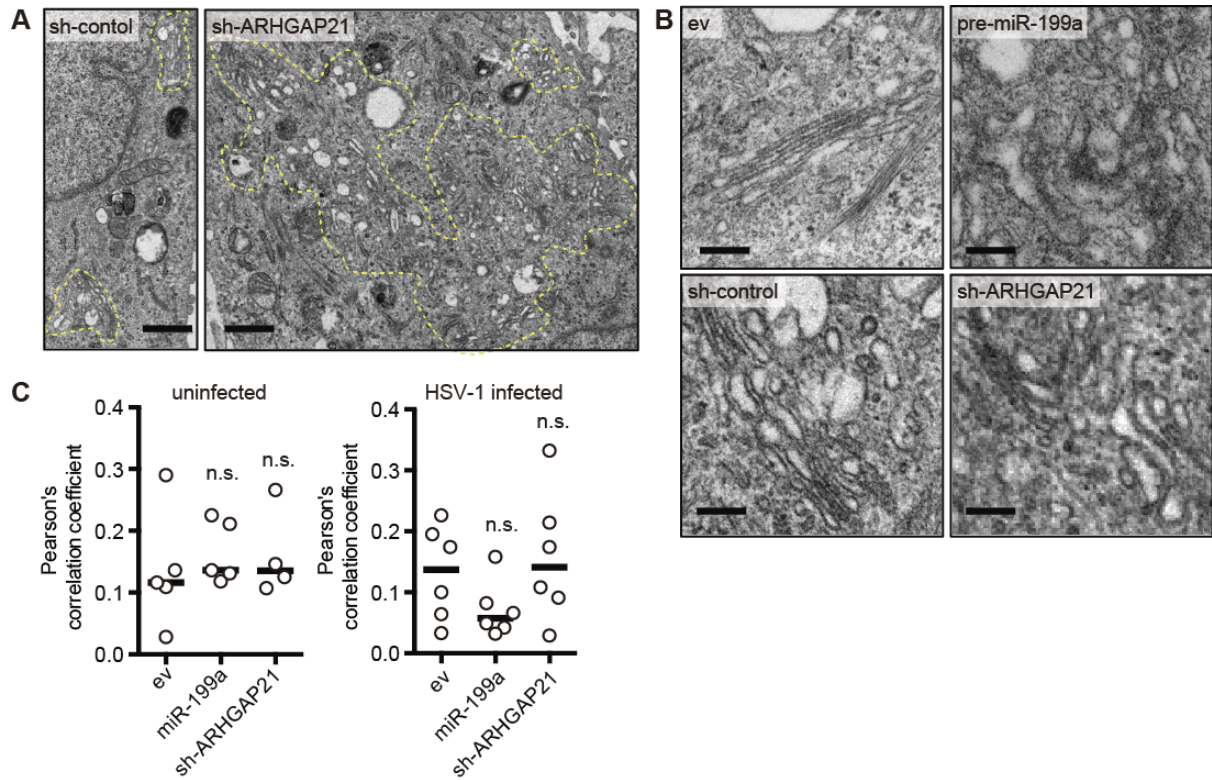 A
sh-contol
sh-ARHGAP21
B
ev
pre-miR-199a
sh-control
sh-ARHGAP21
C
uninfected
Pearson's
correlation coefficient
0.4
0.3
0.2
0.1
0.0
n.s.
n.s.
ev
miR-199a
sh-ARHGAP21
HSV-1 infected
Pearson's
correlation coefficient
0.4
0.3
0.2
0.1
0.0
n.s.
n.s.
ev
miR-199a
sh-ARHGAP21